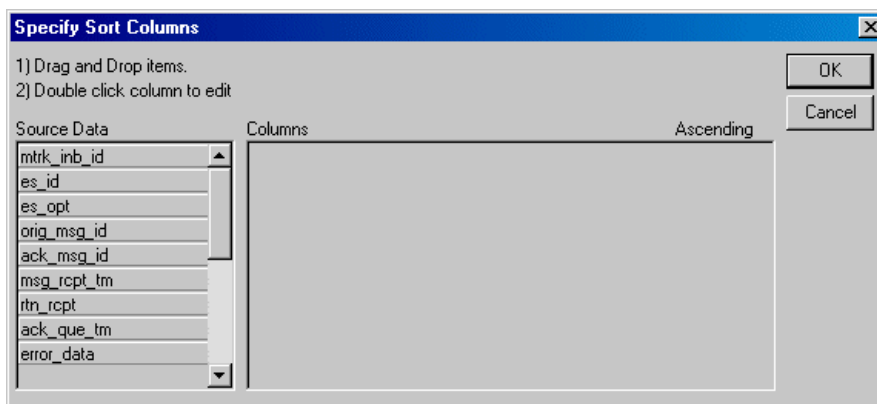 Specify Sort Columns
1) Drag and Drop items.
2) Double click column to edit
OK
Cancel
Source Data
Columns
Ascending
mtrk_inb_id
es_id
es_opt
orig_msg_id
ack_msg_id
msg_rcpt_tm
rtn_rcpt
ack_que_tm
error_data